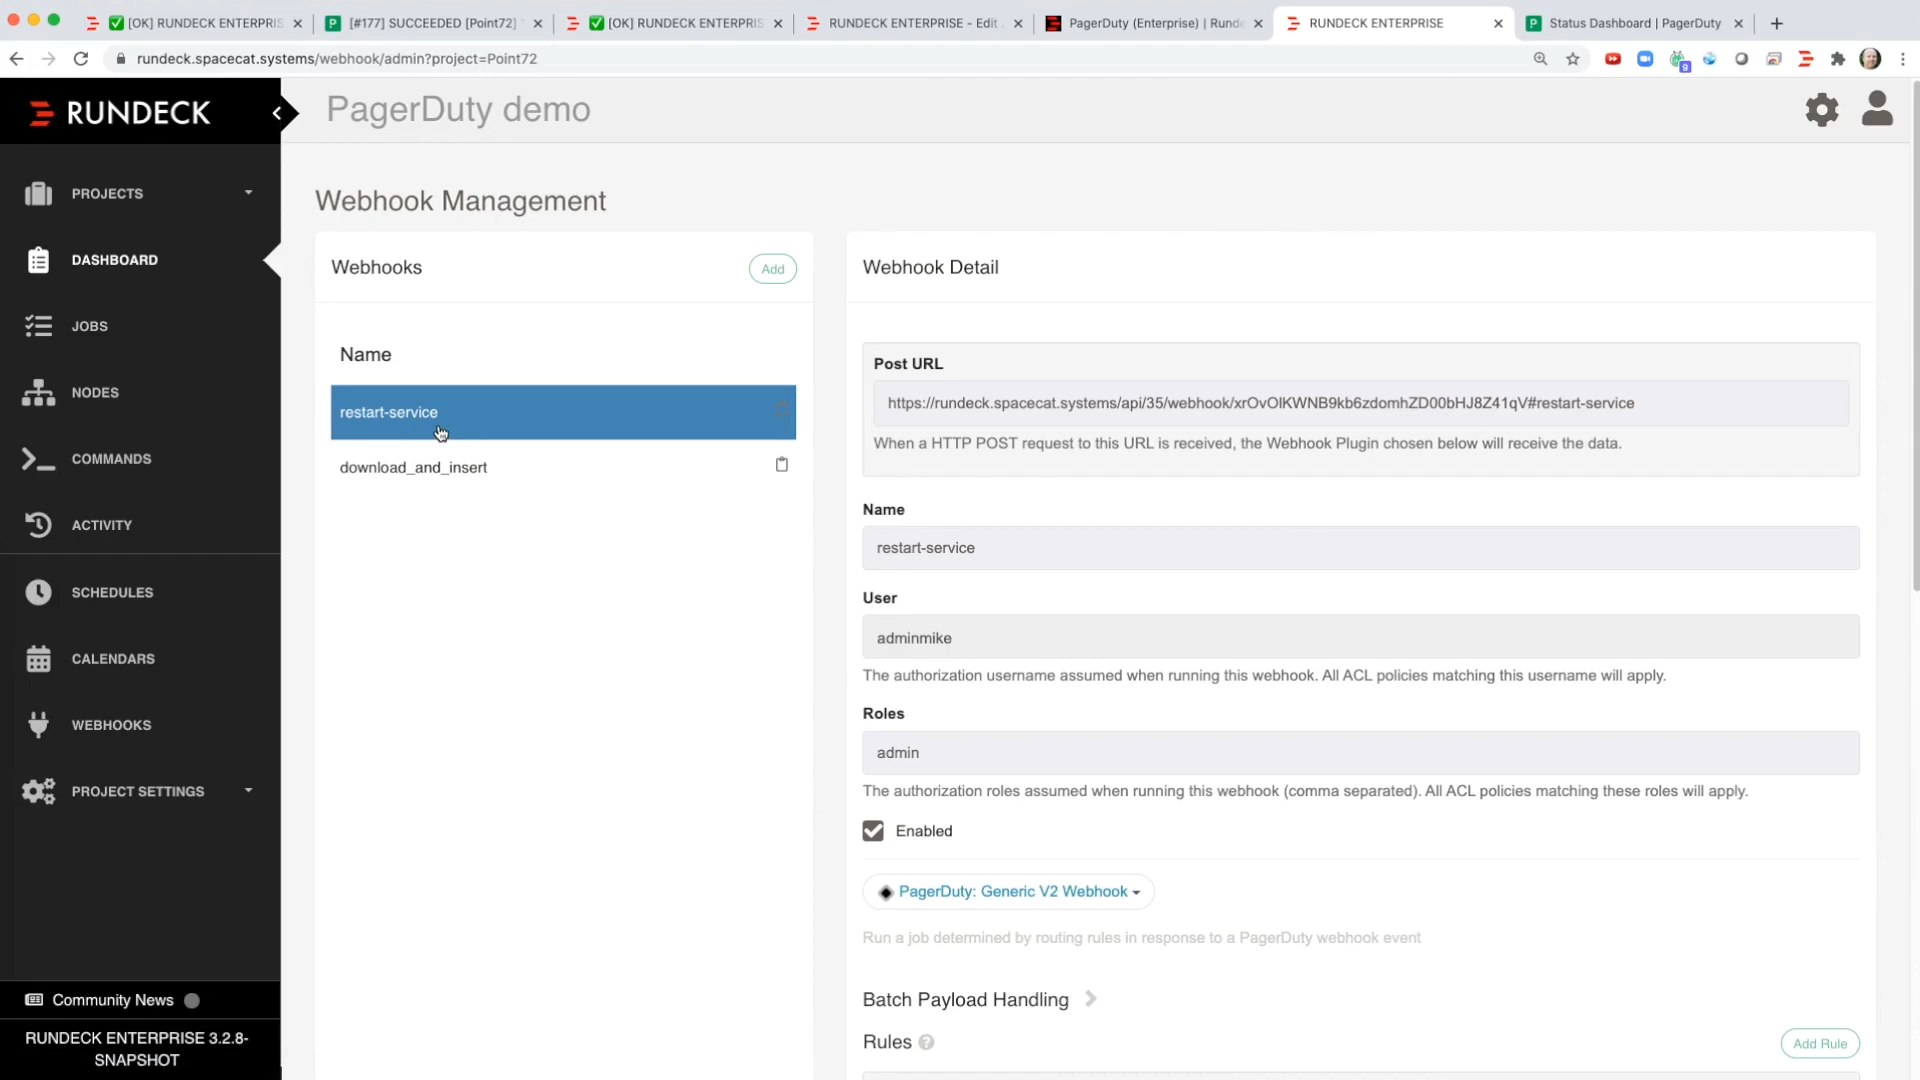 [OK] RUNDECK ENTERPRIS
[#177] SUCCEEDED [Point72]
[OK] RUNDECK ENTERPRIS
RUNDECK ENTERPRISE - Edit
PagerDuty (Enterprise) | Runde
RUNDECK ENTERPRISE
Status Dashboard | PagerDuty
rundeck.spacecat.systems/webhook/admin?project=Point72
9
RUNDECK
PagerDuty demo
PROJECTS
DASHBOARD
JOBS
NODES
COMMANDS
ACTIVITY
SCHEDULES
CALENDARS
WEBHOOKS
PROJECT SETTINGS
Community News
RUNDECK ENTERPRISE 3.2.8-
SNAPSHOT
Webhook Management
Webhooks
Add
Name
restart-service
download_and_insert
Webhook Detail
Post URL
https://rundeck.spacecat.systems/api/35/webhook/xrOvOlKWNB9kb6zdomhZD00bHJ8Z41qV#restart-service
When a HTTP POST request to this URL is received, the Webhook Plugin chosen below will receive the data.
Name
restart-service
User
adminmike
The authorization username assumed when running this webhook. All ACL policies matching this username will apply.
Roles
admin
The authorization roles assumed when running this webhook (comma separated). All ACL policies matching these roles will apply.
Enabled
PagerDuty: Generic V2 Webhook
Run a job determined by routing rules in response to a PagerDuty webhook event
Batch Payload Handling
Rules
Add Rule